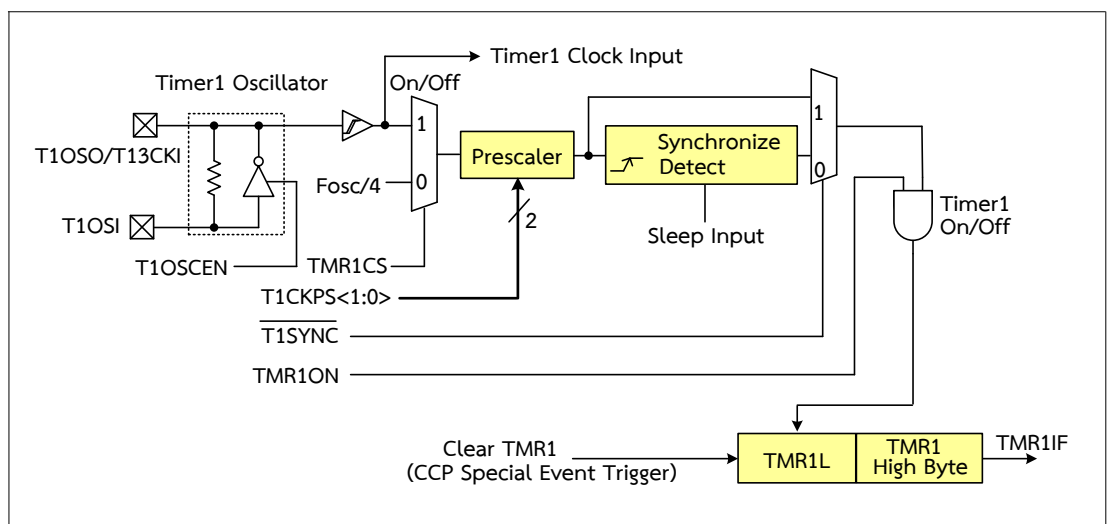 Timer1 Clock Input
Timer1 Oscillator
On/Off
T1OSO/T13CKI
1
Fosc/4
0
Prescaler
Synchronize
Detect
1
0
T1OSI
2
Sleep Input
Timer1
On/Off
T1OSCEN
TMR1CS
T1CKPS<1:0>
T1SYNC
TMR1ON
Clear TMR1
(CCP Special Event Trigger)
TMR1L
TMR1
High Byte
TMR1IF